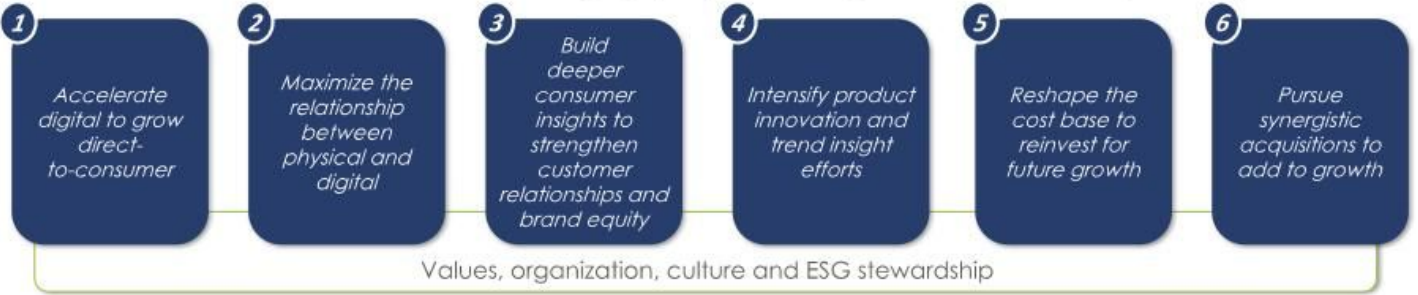 1
Accelerate
digital to grow
direct-
to-consumer
2
Maximize the
relationship
between
physical and
digital
3
Build
deeper
consumer
insights to
strengthen
customer
relationships and
brand equity
4
Intensify product
innovation and
trend insight
efforts
5
Reshape the
cost base to
reinvest for
future growth
6
Pursue
synergistic
acquisitions to
add to growth
Values, organization, culture and ESG stewardship